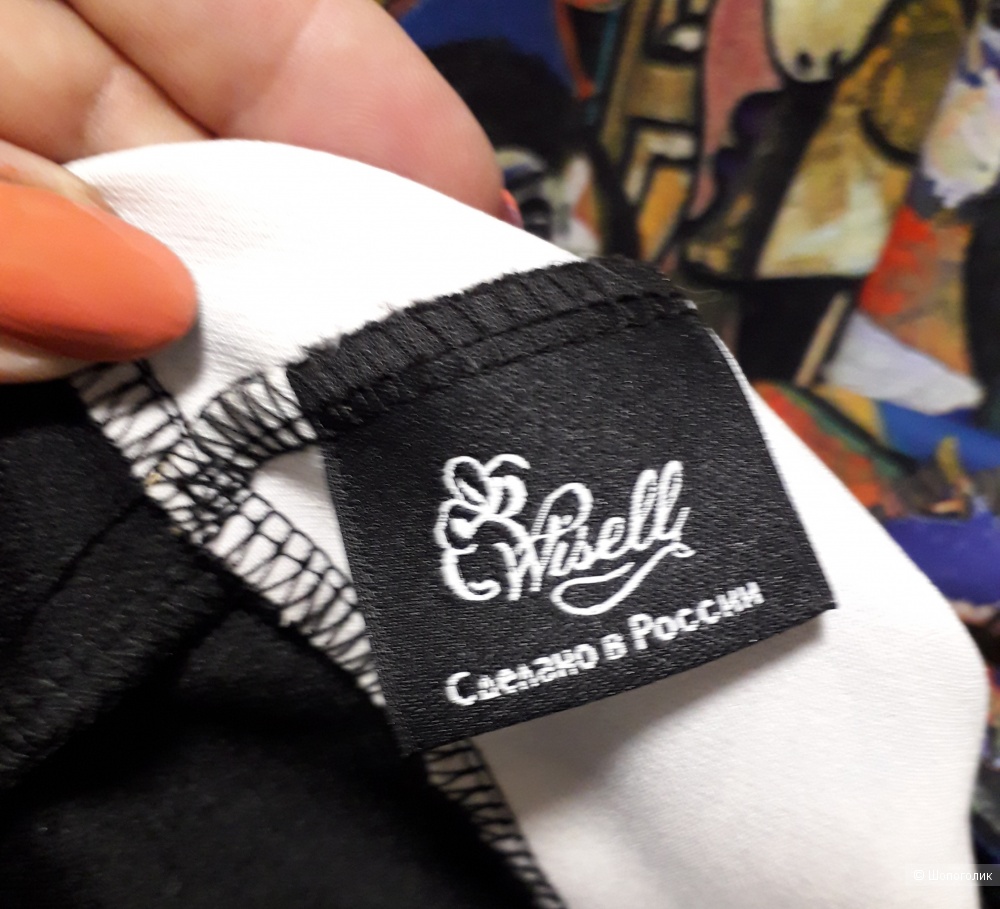 Wisell
Сделано в России
© Шопоголик